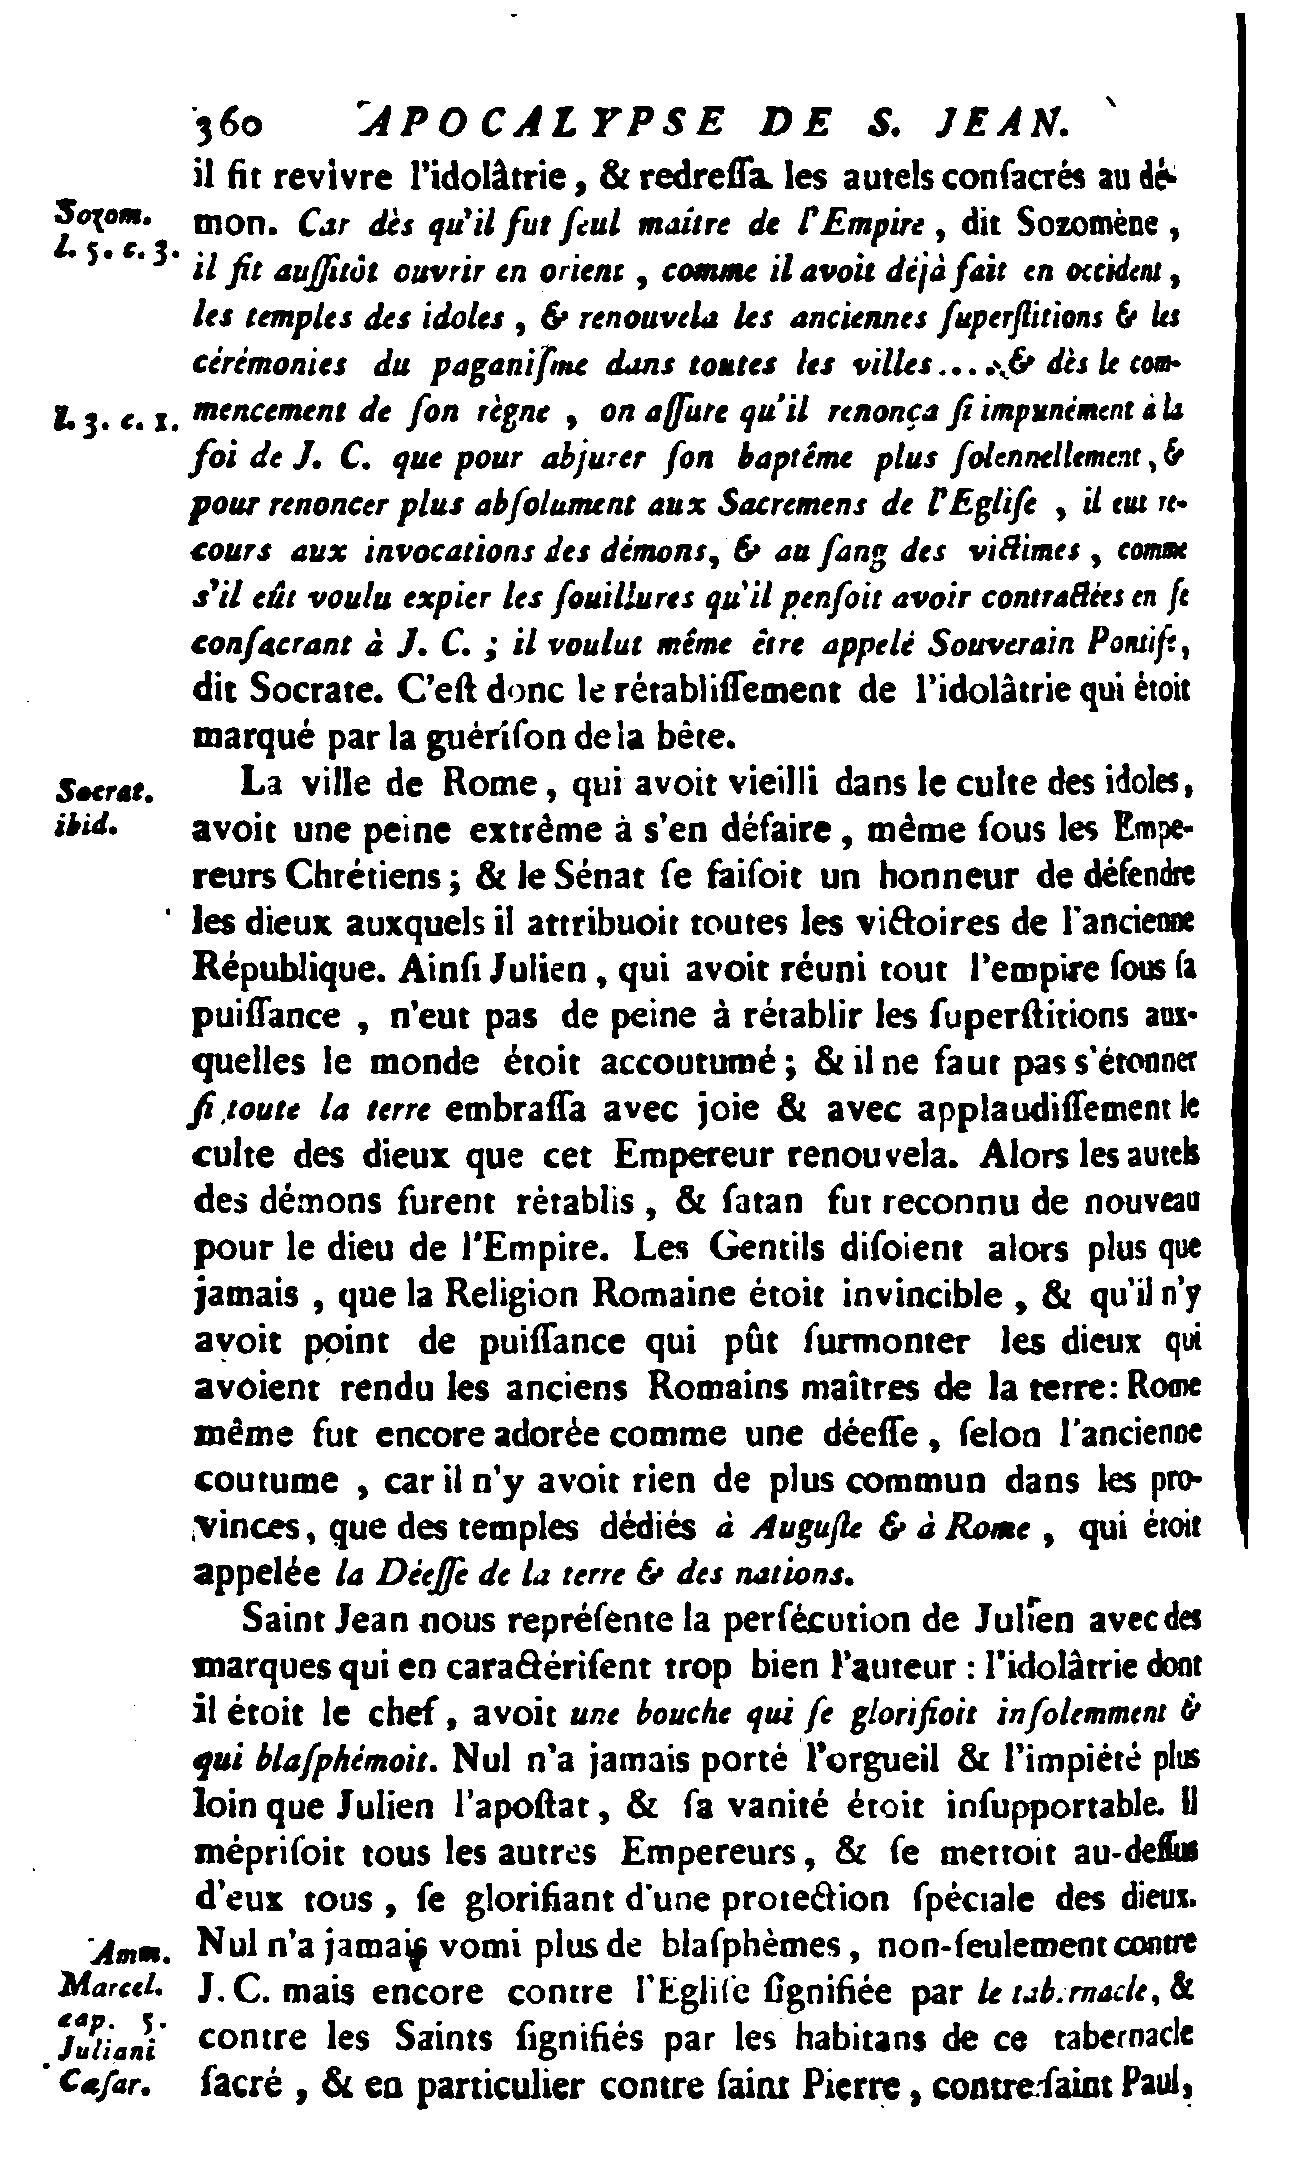 360 APOCALYPSE DE S. JEAN.
il fit revivre l'idolâtrie, & redreſſa les autels conſacrés au dé-
Sozom. l. 5. c. 3.
mon. Car dès qu'il fut ſeul maître de l'Empire, dit Sozomène,
il fit auſſitôt ouvrir en orient, comme il avoit déjà fait en occident,
les temples des idoles, & renouvela les anciennes ſuperſtitions & les
cérémonies du paganiſme dans toutes les villes.... & dès le com-
L. 3. c. 1.
mencement de ſon règne, on aſſure qu'il renonça ſi impunément à la
foi de J. C. que pour abjurer ſon baptême plus ſolennellement, &
pour renoncer plus abſolument aux Sacremens de l'Egliſe, il eut re-
cours aux invocations des démons, & au ſang des victimes, comme
s'il eût voulu expier les ſouillures qu'il penſoit avoir contractées en ſe
conſacrant à J. C.; il voulut même être appelé Souverain Pontife,
dit Socrate. C'eſt donc le rétabliſſement de l'idolâtrie qui étoit
marqué par la guériſon de la bête.
Socrat. ibid.
La ville de Rome, qui avoit vieilli dans le culte des idoles,
avoit une peine extrême à s'en défaire, même ſous les Empe-
reurs Chrétiens; & le Sénat ſe faiſoit un honneur de défendre
les dieux auxquels il attribuoit toutes les victoires de l'ancienne
République. Ainſi Julien, qui avoit réuni tout l'empire ſous ſa
puiſſance, n'eut pas de peine à rétablir les ſuperſtitions aux-
quelles le monde étoit accoutumé; & il ne faut pas s'étonner
ſi toute la terre embraſſa avec joie & avec applaudiſſement le
culte des dieux que cet Empereur renouvela. Alors les autels
des démons furent rétablis, & ſatan fut reconnu de nouveau
pour le dieu de l'Empire. Les Gentils diſoient alors plus que
jamais, que la Religion Romaine étoit invincible, & qu'il n'y
avoit point de puiſſance qui pût ſurmonter les dieux qui
avoient rendu les anciens Romains maîtres de la terre: Rome
même fut encore adorée comme une déeſſe, ſelon l'ancienne
coutume, car il n'y avoit rien de plus commun dans les pro-
vinces, que des temples dédiés à Auguſte & à Rome, qui étoit
appelée la Déeſſe de la terre & des nations.
Saint Jean nous repréſente la perſécution de Julien avec des
marques qui en caractériſent trop bien l'auteur: l'idolâtrie dont
il étoit le chef, avoit une bouche qui ſe glorifioit inſolemment &
qui blaſphémoit. Nul n'a jamais porté l'orgueil & l'impiété plus
loin que Julien l'apoſtat, & ſa vanité étoit inſupportable. Il
mépriſoit tous les autres Empereurs, & ſe mettoit au-deſſus
d'eux tous, ſe glorifiant d'une protection ſpéciale des dieux.
Amm. Marcel. cap. 5. Juliani Cæſar.
Nul n'a jamais vomi plus de blaſphèmes, non-ſeulement contre
J. C. mais encore contre l'Egliſe ſignifiée par le tabernacle, &
contre les Saints ſignifiés par les habitans de ce tabernacle
ſacré, & en particulier contre ſaint Pierre, contre ſaint Paul,